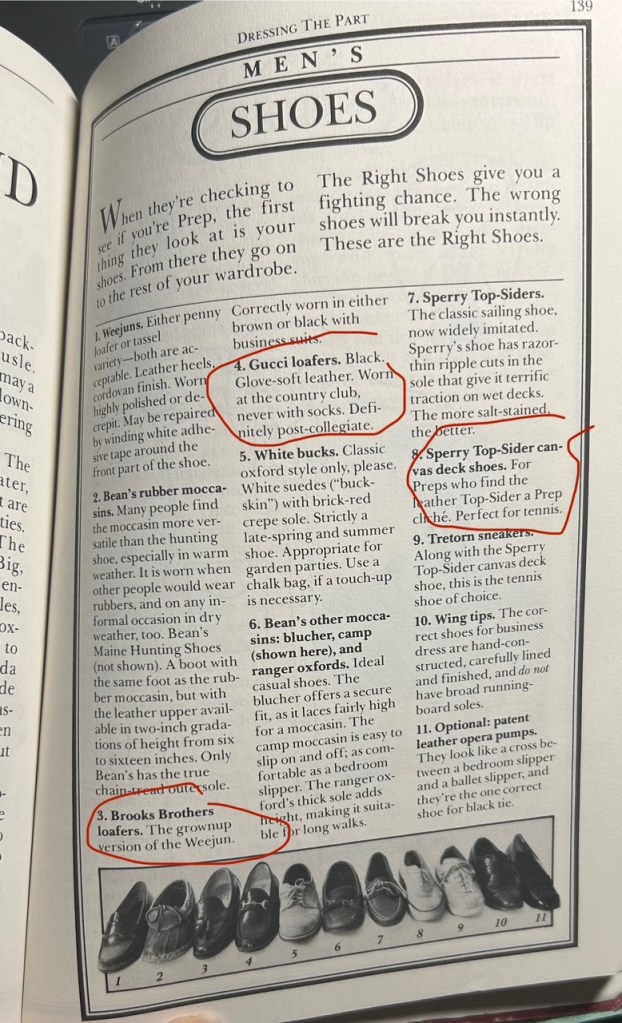 139
DRESSING THE PART
MEN'S
SHOES
When they're checking to
see if you're Prep, the first
thing they look at is your
shoes. From there they go on
to the rest of your wardrobe.
The Right Shoes give you a
fighting chance. The wrong
shoes will break you instantly.
These are the Right Shoes.
1. Weejuns. Either penny
loafer or tassel
variety—both are ac-
ceptable. Leather heels,
cordovan finish. Worn
highly polished or de-
crepit. May be repaired
by winding white adhe-
sive tape around the
front part of the shoe.
2. Bean's rubber mocca-
sins. Many people find
the moccasin more ver-
satile than the hunting
shoe, especially in warm
weather. It is worn when
other people would wear
rubbers, and on any in-
formal occasion in dry
weather, too. Bean's
Maine Hunting Shoes
(not shown). A boot with
the same foot as the rub-
ber moccasin, but with
the leather upper avail-
able in two-inch grada-
tions of height from six
to sixteen inches. Only
Bean's has the true
chain-tread outersole.
3. Brooks Brothers
loafers. The grownup
version of the Weejun.
Correctly worn in either
brown or black with
business suits.
4. Gucci loafers. Black.
Glove-soft leather. Worn
at the country club,
never with socks. Defi-
nitely post-collegiate.
5. White bucks. Classic
oxford style only, please.
White suedes ("buck-
skin") with brick-red
crepe sole. Strictly a
late-spring and summer
shoe. Appropriate for
garden parties. Use a
chalk bag, if a touch-up
is necessary.
6. Bean's other mocca-
sins: blucher, camp
(shown here), and
ranger oxfords. Ideal
casual shoes. The
blucher offers a secure
fit, as it laces fairly high
for a moccasin. The
camp moccasin is easy to
slip on and off; as com-
fortable as a bedroom
slipper. The ranger ox-
ford's thick sole adds
height, making it suita-
ble for long walks.
7. Sperry Top-Siders.
The classic sailing shoe,
now widely imitated.
Sperry's shoe has razor-
thin ripple cuts in the
sole that give it terrific
traction on wet decks.
The more salt-stained,
the better.
8. Sperry Top-Sider can-
vas deck shoes. For
Preps who find the
leather Top-Sider a Prep
cliché. Perfect for tennis.
9. Tretorn sneakers.
Along with the Sperry
Top-Sider canvas deck
shoe, this is the tennis
shoe of choice.
10. Wing tips. The cor-
rect shoes for business
dress are hand-con-
structed, carefully lined
and finished, and do not
have broad running-
board soles.
11. Optional: patent
leather opera pumps.
They look like a cross be-
tween a bedroom slipper
and a ballet slipper, and
they're the one correct
shoe for black tie.
1 2 3 4 5 6 7 8 9 10 11